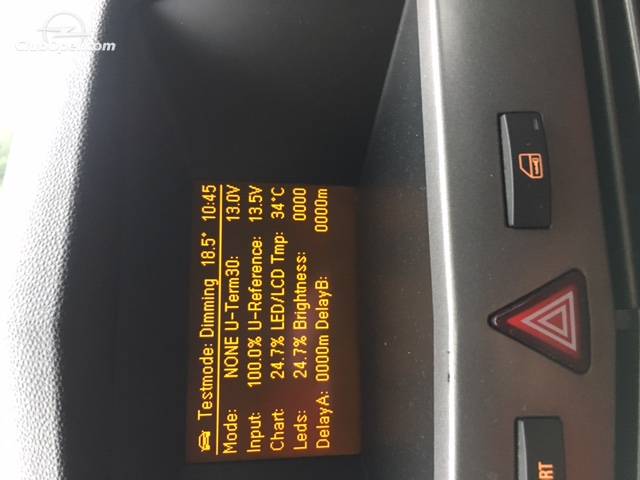 ClubOpel.com
Testmode: Dimming 18.5° 10:45
Mode: NONE U-Term30: 13.0V
Input: 100.0% U-Reference: 13.5V
Chart: 24.7% LED/LCD Tmp: 34°C
Leds: 24.7% Brightness: 0000
DelayA: 0000m DelayB: 0000m